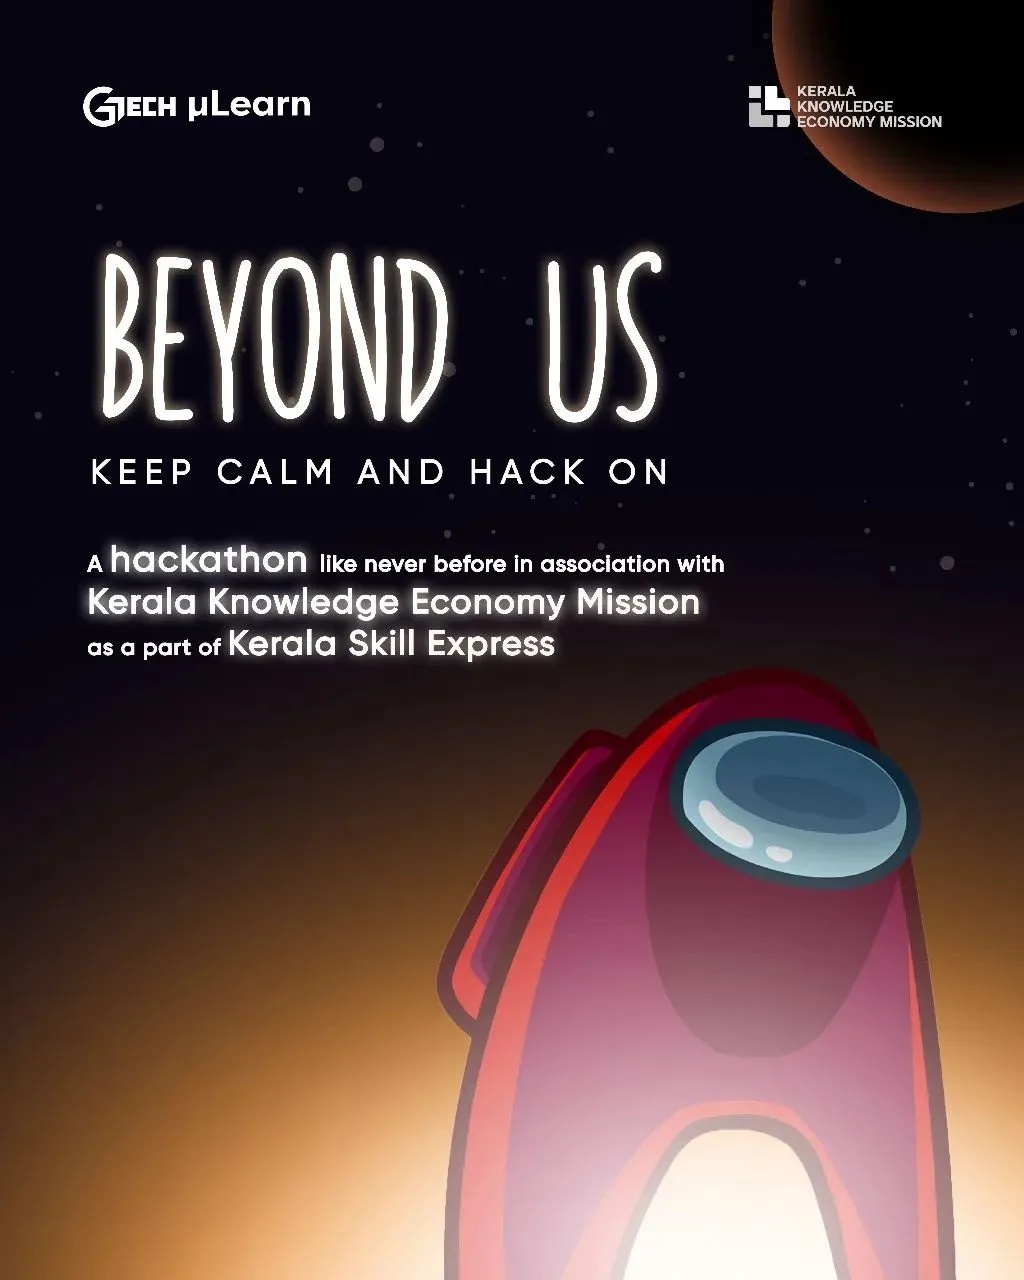 GTECH µLearn
KERALA
KNOWLEDGE
ECONOMY MISSION
BEYOND US
KEEP CALM AND HACK ON
A hackathon like never before in association with
Kerala Knowledge Economy Mission
as a part of Kerala Skill Express